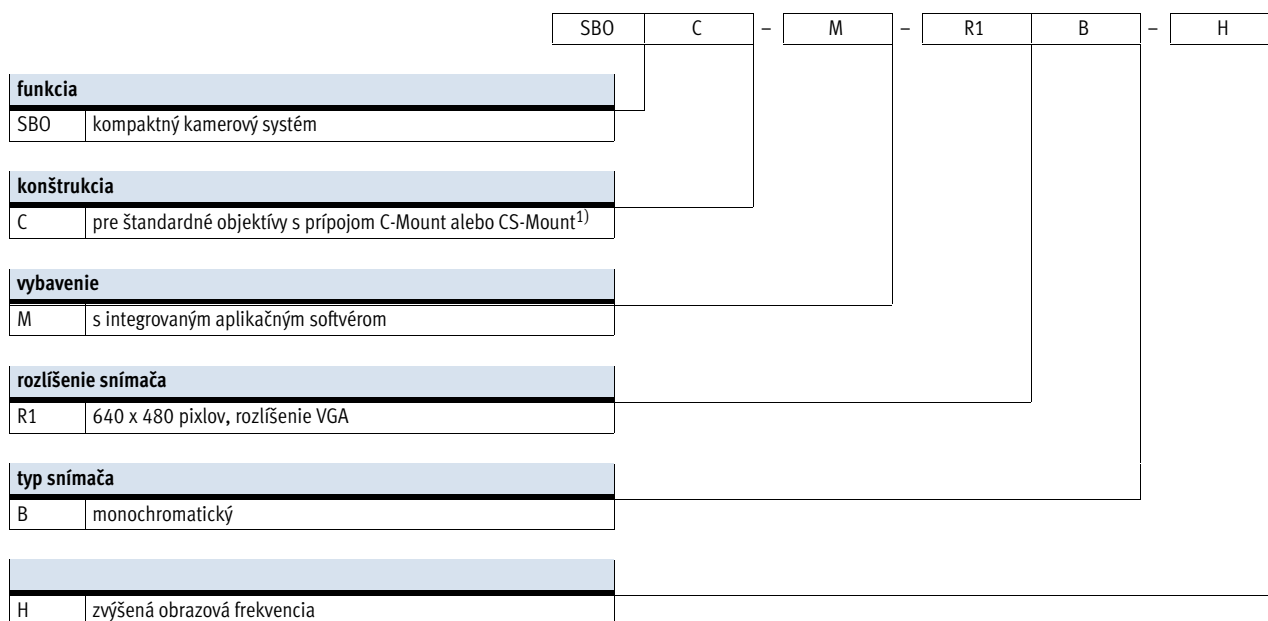 SBO C – M – R1 B – H
funkcia
SBO kompaktný kamerový systém
konštrukcia
C pre štandardné objektívy s prípojom C-Mount alebo CS-Mount1)
vybavenie
M s integrovaným aplikačným softvérom
rozlíšenie snímača
R1 640 x 480 pixlov, rozlíšenie VGA
typ snímača
B monochromatický
H zvýšená obrazová frekvencia